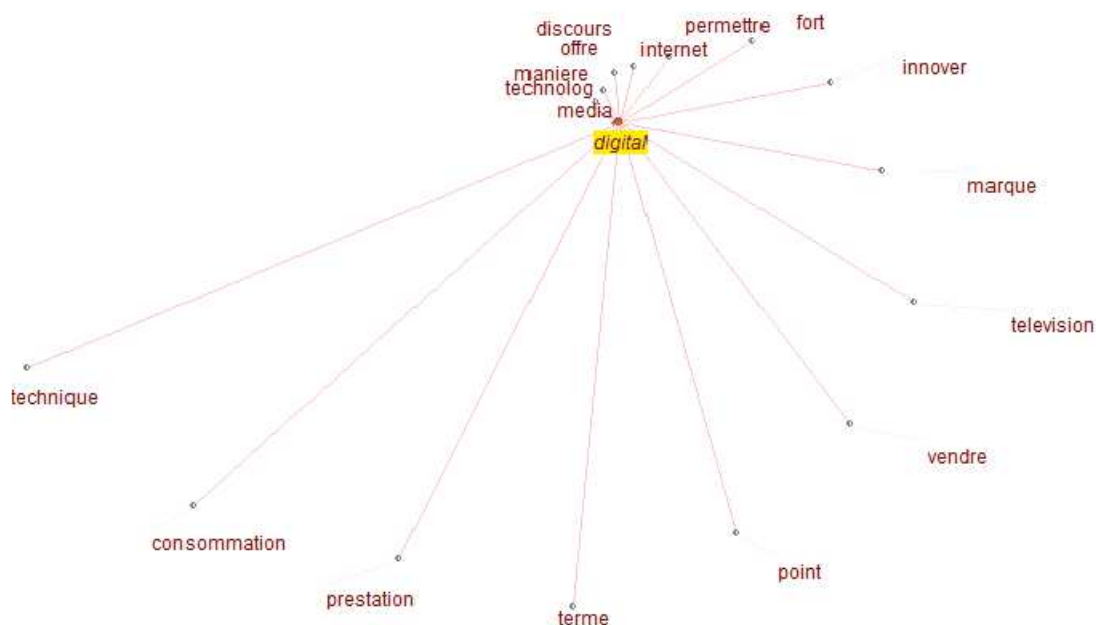 discours
permettre
fort
offre
internet
innover
maniere
technolog
media
digital
marque
television
technique
vendre
consommation
point
prestation
terme